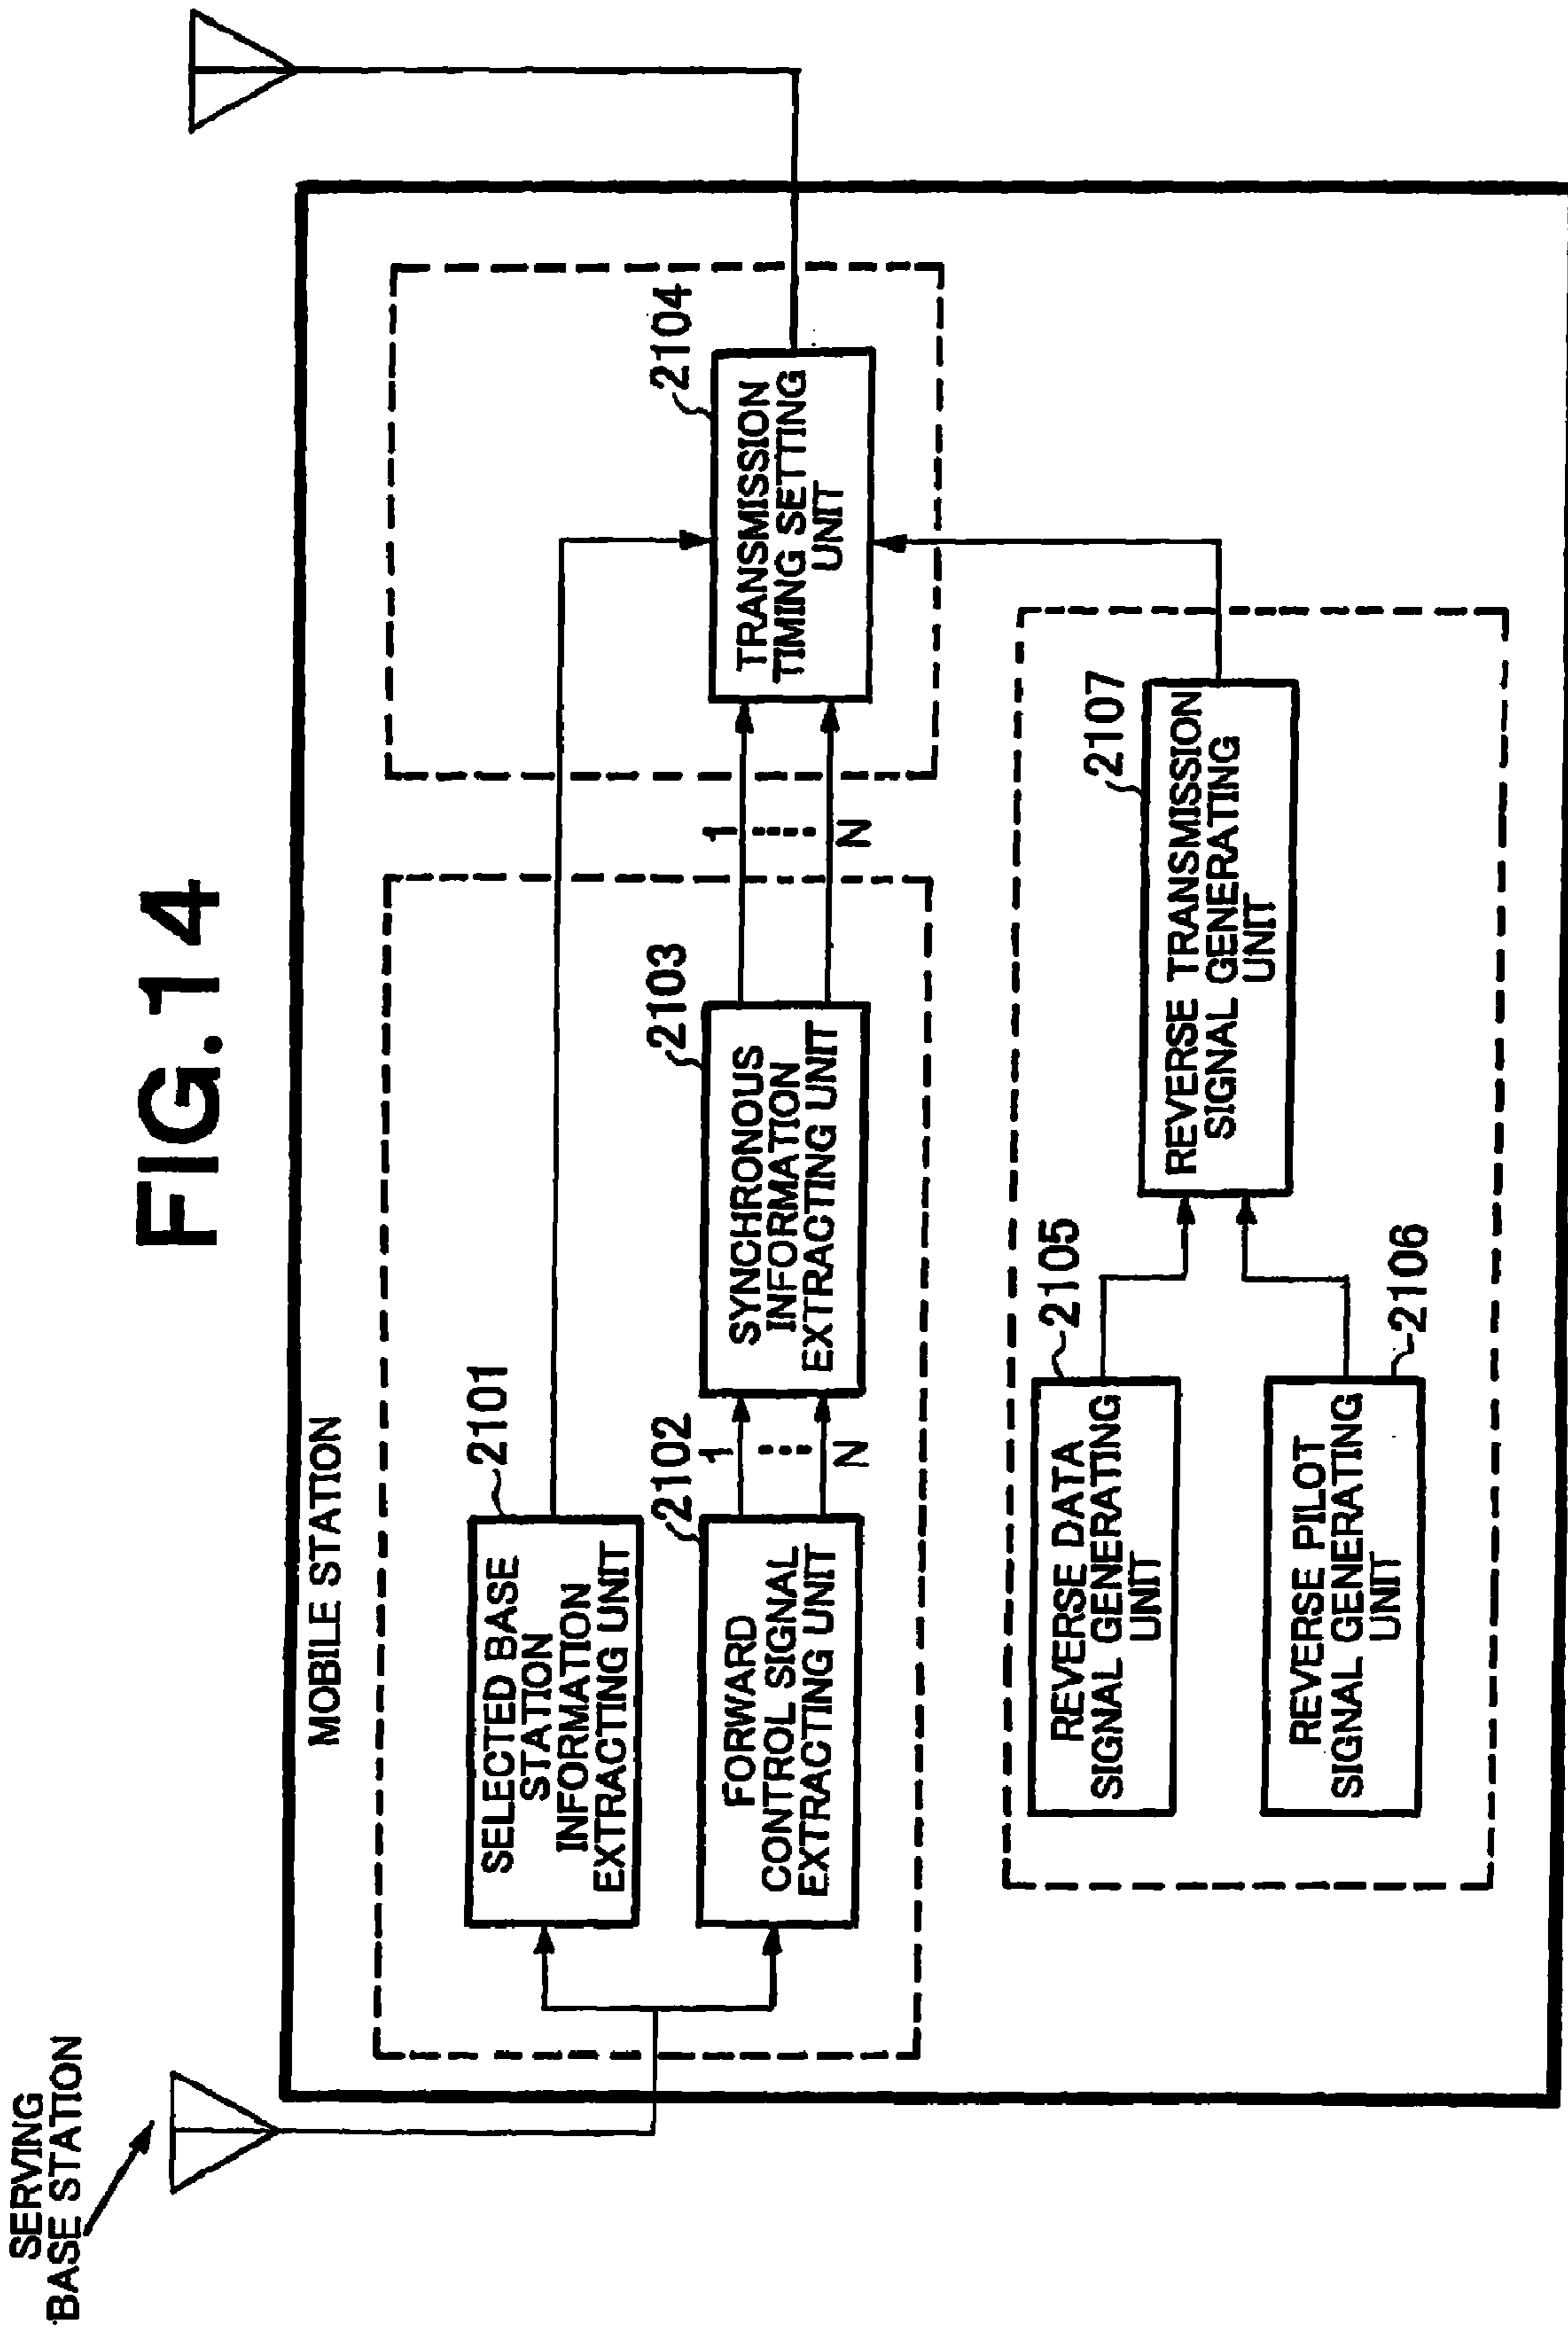 FIG.14
SERVING
BASE STATION
MOBILE STATION
SELECTED BASE
STATION
INFORMATION
EXTRACTING UNIT
2101
FORWARD
CONTROL SIGNAL
EXTRACTING UNIT
2102
1
N
SYNCHRONOUS
INFORMATION
EXTRACTING UNIT
2103
1
N
TRANSMISSION
TIMING SETTING
UNIT
2104
REVERSE DATA
SIGNAL GENERATING
UNIT
2105
REVERSE PILOT
SIGNAL GENERATING
UNIT
2106
REVERSE TRANSMISSION
SIGNAL GENERATING
UNIT
2107